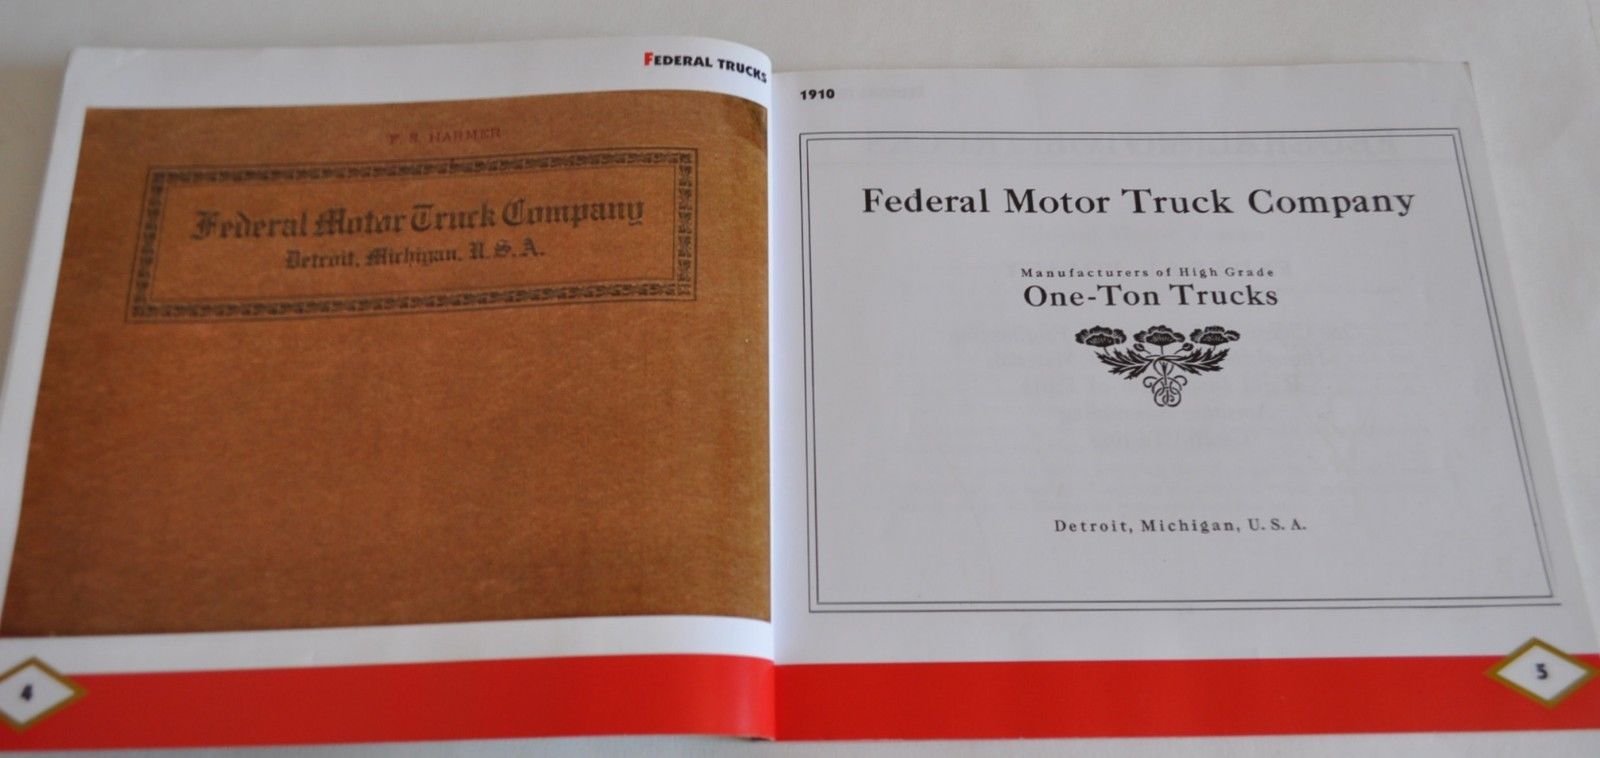 FEDERAL TRUCKS
F. R. HARMER
Federal Motor Truck Company
Detroit, Michigan, U.S.A.
4
1910
Federal Motor Truck Company
Manufacturers of High Grade
One-Ton Trucks
Detroit, Michigan, U. S. A.
5